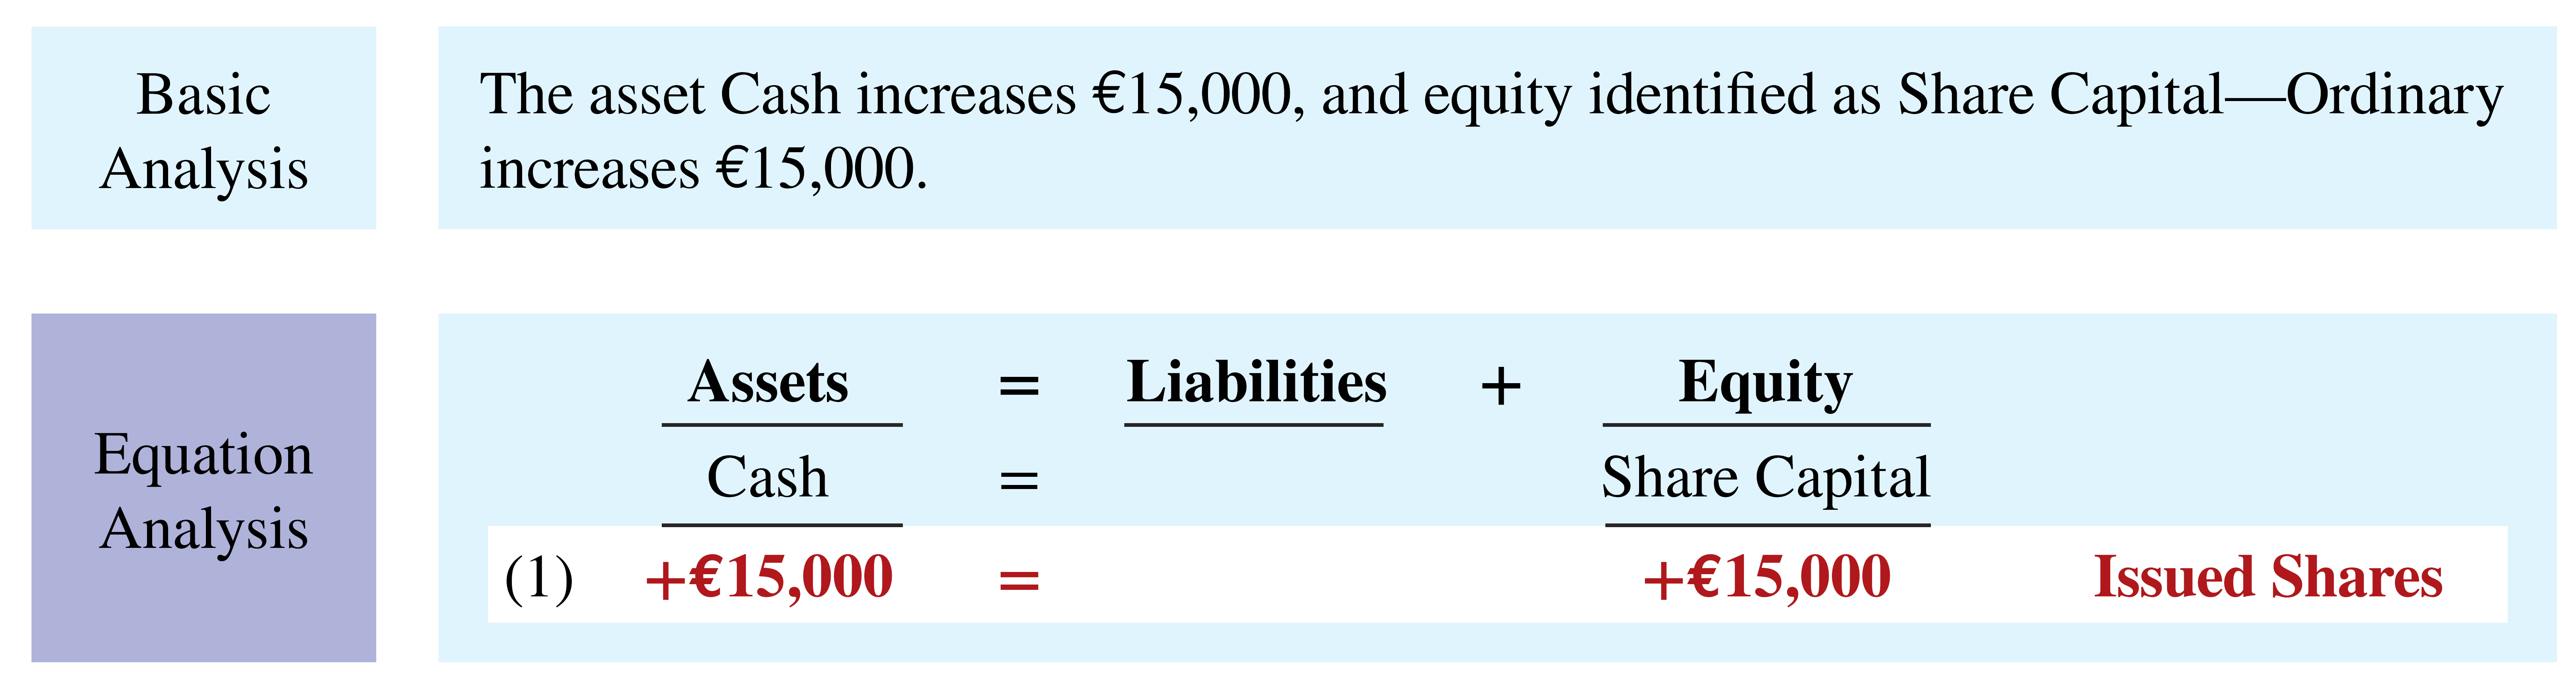 Basic
Analysis
The asset Cash increases €15,000, and equity identified as Share Capital—Ordinary
increases €15,000.
Equation
Analysis
Assets = Liabilities + Equity
Cash = Share Capital
(1) +€15,000 = +€15,000 Issued Shares